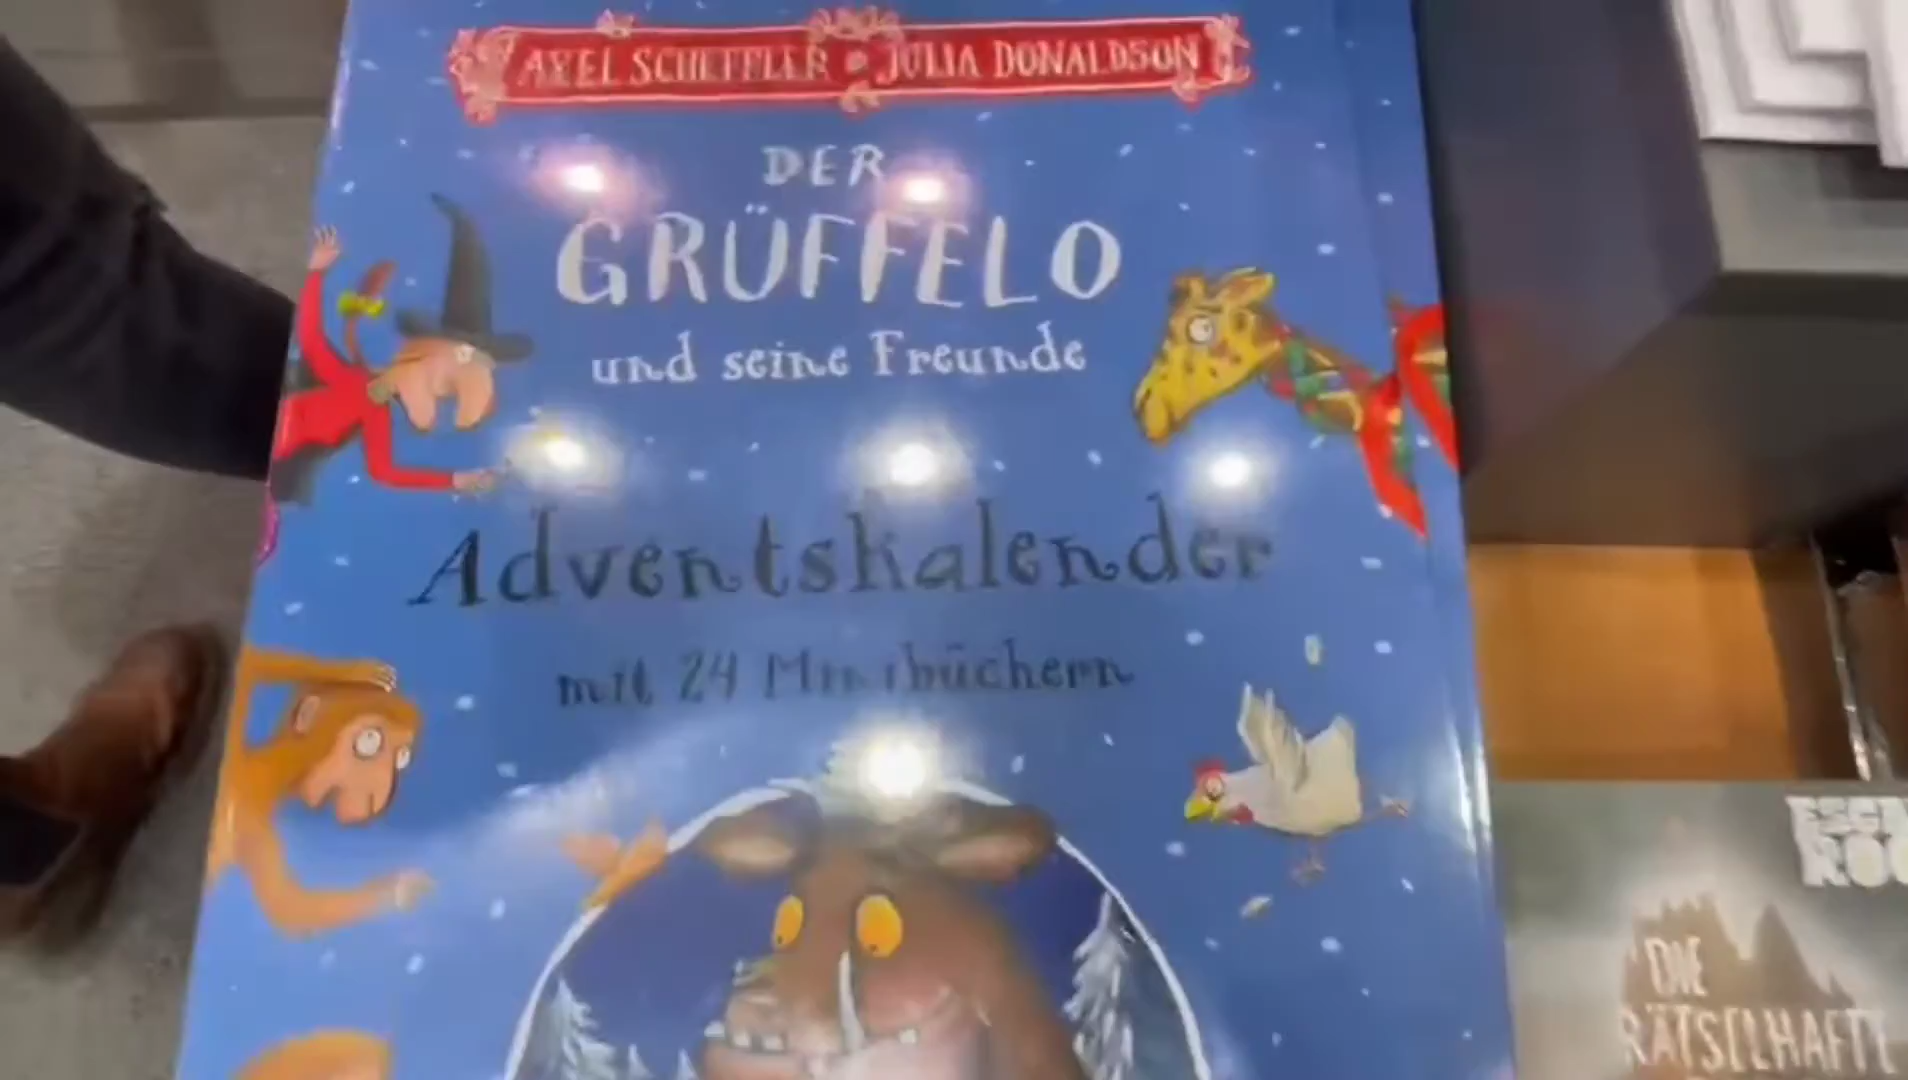 AXEL SCHEFFLER • JULIA DONALDSON
DER
GRÜFFELO
und seine Freunde
Adventskalender
mit 24 Minibüchern
DIE
RÄTSELHAFTE